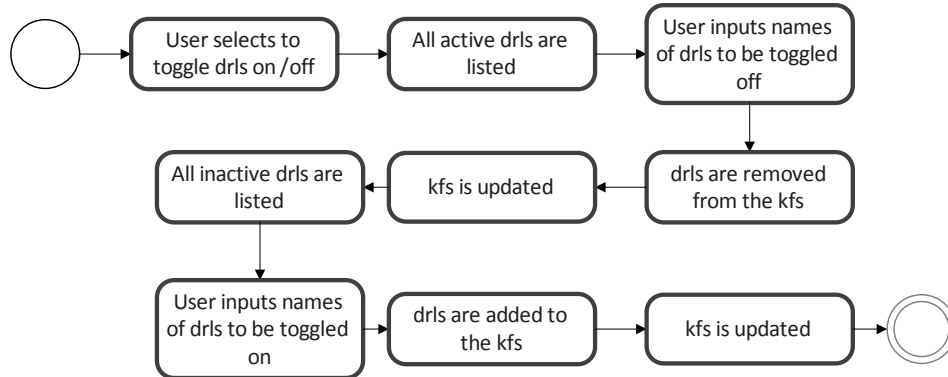 User selects to
toggle drls on/off
All active drls are
listed
User inputs names
of drls to be toggled
off
drls are removed
from the kfs
kfs is updated
All inactive drls are
listed
User inputs names
of drls to be toggled
on
drls are added to
the kfs
kfs is updated